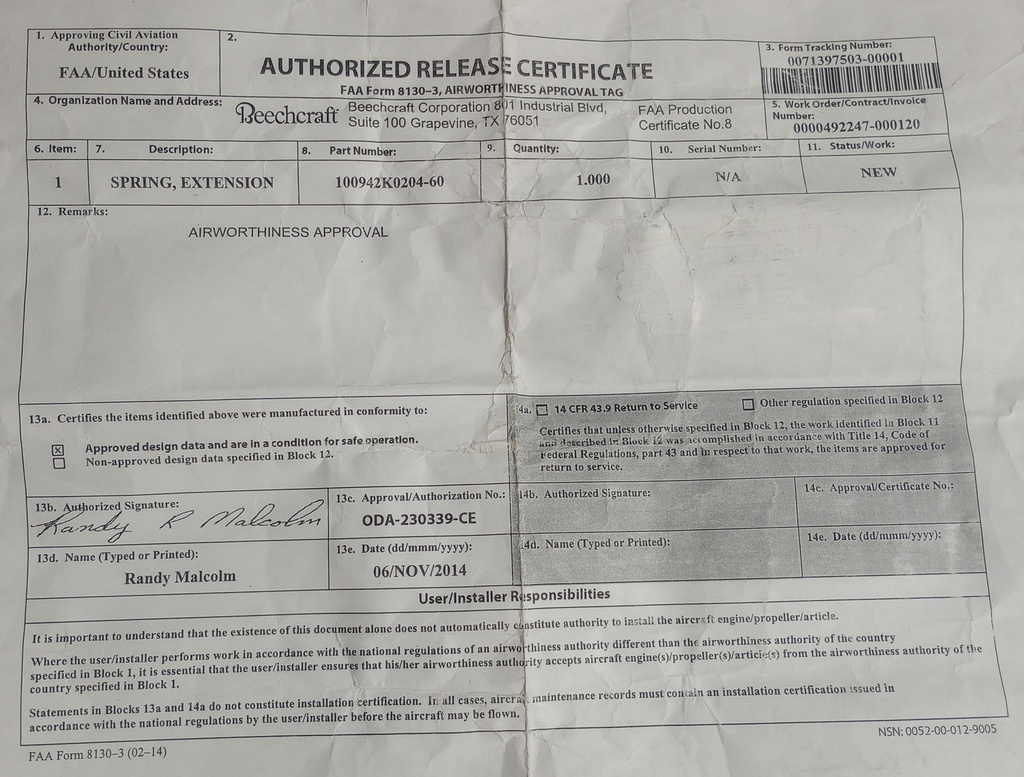 1. Approving Civil Aviation
Authority/Country:
FAA/United States
2.
AUTHORIZED RELEASE CERTIFICATE
FAA Form 8130–3, AIRWORTHINESS APPROVAL TAG
3. Form Tracking Number:
0071397503-00001
4. Organization Name and Address:
Beechcraft
Beechcraft Corporation 801 Industrial Blvd,
Suite 100 Grapevine, TX 76051
FAA Production
Certificate No.8
5. Work Order/Contract/Invoice
Number:
0000492247-000120
6. Item: 7. Description: 8. Part Number: 9. Quantity: 10. Serial Number: 11. Status/Work:
1 SPRING, EXTENSION 100942K0204-60 1.000 N/A NEW
12. Remarks:
AIRWORTHINESS APPROVAL
13a. Certifies the items identified above were manufactured in conformity to:
Approved design data and are in a condition for safe operation.
Non-approved design data specified in Block 12.
4a. 14 CFR 43.9 Return to Service Other regulation specified in Block 12
Certifies that unless otherwise specified in Block 12, the work identified in Block 11
and described in Block 12 was accomplished in accordance with Title 14, Code of
Federal Regulations, part 43 and in respect to that work, the items are approved for
return to service.
13b. Authorized Signature:
Randy R Malcolm
13c. Approval/Authorization No.:
ODA-230339-CE
14b. Authorized Signature:
14c. Approval/Certificate No.:
13d. Name (Typed or Printed):
Randy Malcolm
13e. Date (dd/mmm/yyyy):
06/NOV/2014
14d. Name (Typed or Printed):
14e. Date (dd/mmm/yyyy):
User/Installer Responsibilities
It is important to understand that the existence of this document alone does not automatically constitute authority to install the aircraft engine/propeller/article.
Where the user/installer performs work in accordance with the national regulations of an airworthiness authority different than the airworthiness authority of the country
specified in Block 1, it is essential that the user/installer ensures that his/her airworthiness authority accepts aircraft engine(s)/propeller(s)/article(s) from the airworthiness authority of the
country specified in Block 1.
Statements in Blocks 13a and 14a do not constitute installation certification. In all cases, aircraft maintenance records must contain an installation certification issued in
accordance with the national regulations by the user/installer before the aircraft may be flown.
FAA Form 8130–3 (02–14)
NSN: 0052-00-012-9005